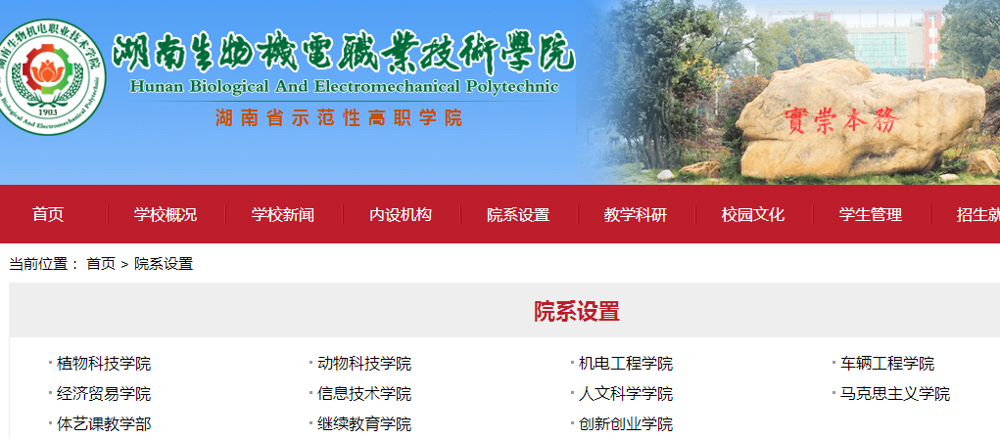 湖南生物机电职业技术学院
1903
Hunan Biological And Electromechanical Polytechnic
湖南生物機電職業技術學院
Hunan Biological And Electromechanical Polytechnic
湖南省示范性高职学院
實崇本務
首页 学校概况 学校新闻 内设机构 院系设置 教学科研 校园文化 学生管理 招生就
当前位置： 首页 > 院系设置
院系设置
植物科技学院 动物科技学院 机电工程学院 车辆工程学院
经济贸易学院 信息技术学院 人文科学学院 马克思主义学院
体艺课教学部 继续教育学院 创新创业学院